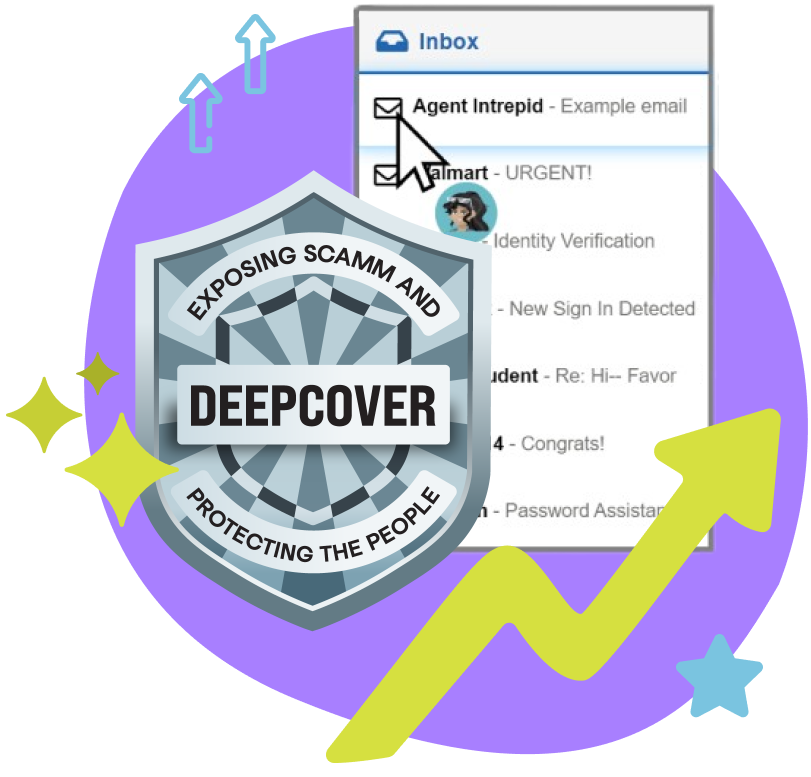 Inbox
Agent Intrepid - Example email
almart - URGENT!
- Identity Verification
- New Sign In Detected
udent - Re: Hi-- Favor
4 - Congrats!
- Password Assistan
EXPOSING SCAMM AND
DEEPCOVER
PROTECTING THE PEOPLE